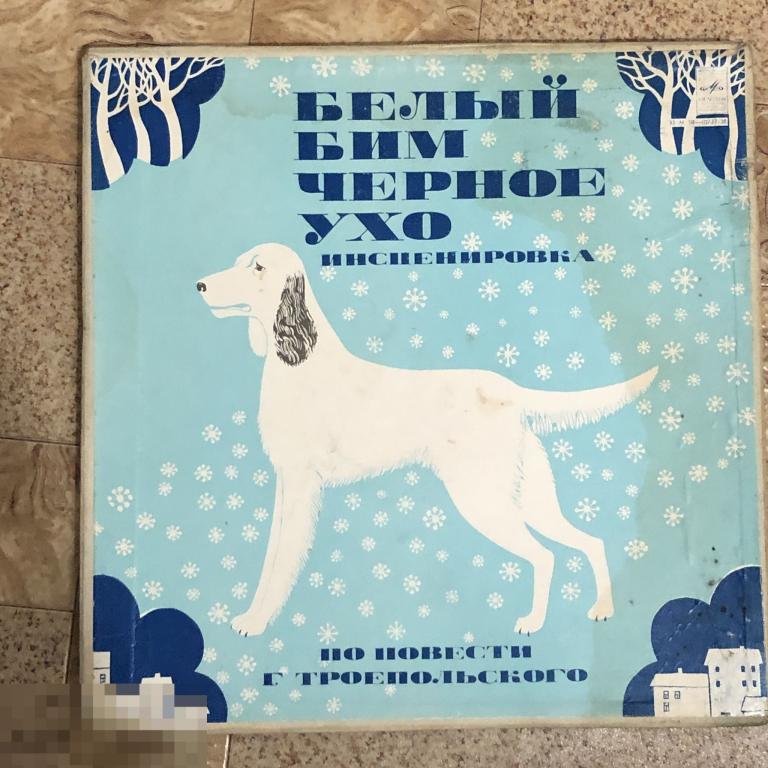 БЕЛЫЙ
БИМ
ЧЕРНОЕ
УХО
ИНСЦЕНИРОВКА
ПО ПОВЕСТИ
Г ТРОЕПОЛЬСКОГО